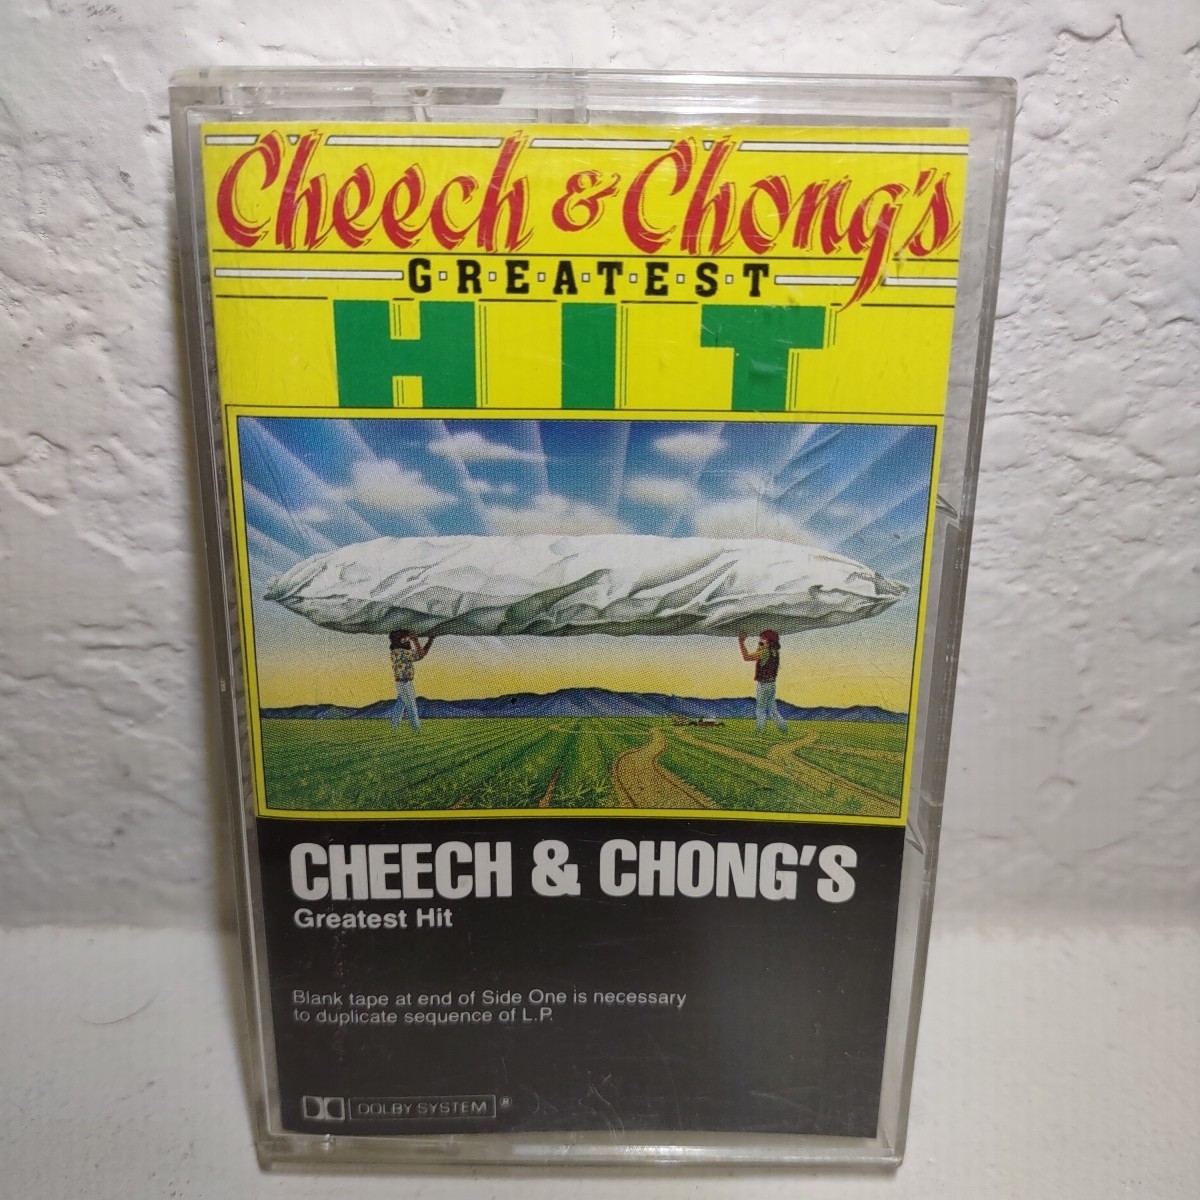 Cheech & Chong's
G·R·E·A·T·E·S·T
HIT
CHEECH & CHONG'S
Greatest Hit
Blank tape at end of Side One is necessary
to duplicate sequence of L.P.
DOLBY SYSTEM ®